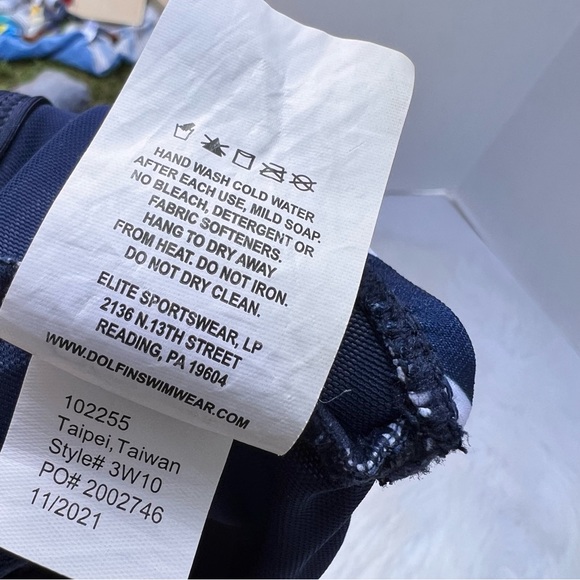 HAND WASH COLD WATER
AFTER EACH USE. MILD SOAP.
NO BLEACH, DETERGENT OR
FABRIC SOFTENERS.
HANG TO DRY AWAY
FROM HEAT. DO NOT IRON.
DO NOT DRY CLEAN.
ELITE SPORTSWEAR, LP
2136 N.13TH STREET
READING, PA 19604
WWW.DOLFINSWIMWEAR.COM
102255
Taipei,Taiwan
Style# 3W10
PO# 2002746
11/2021